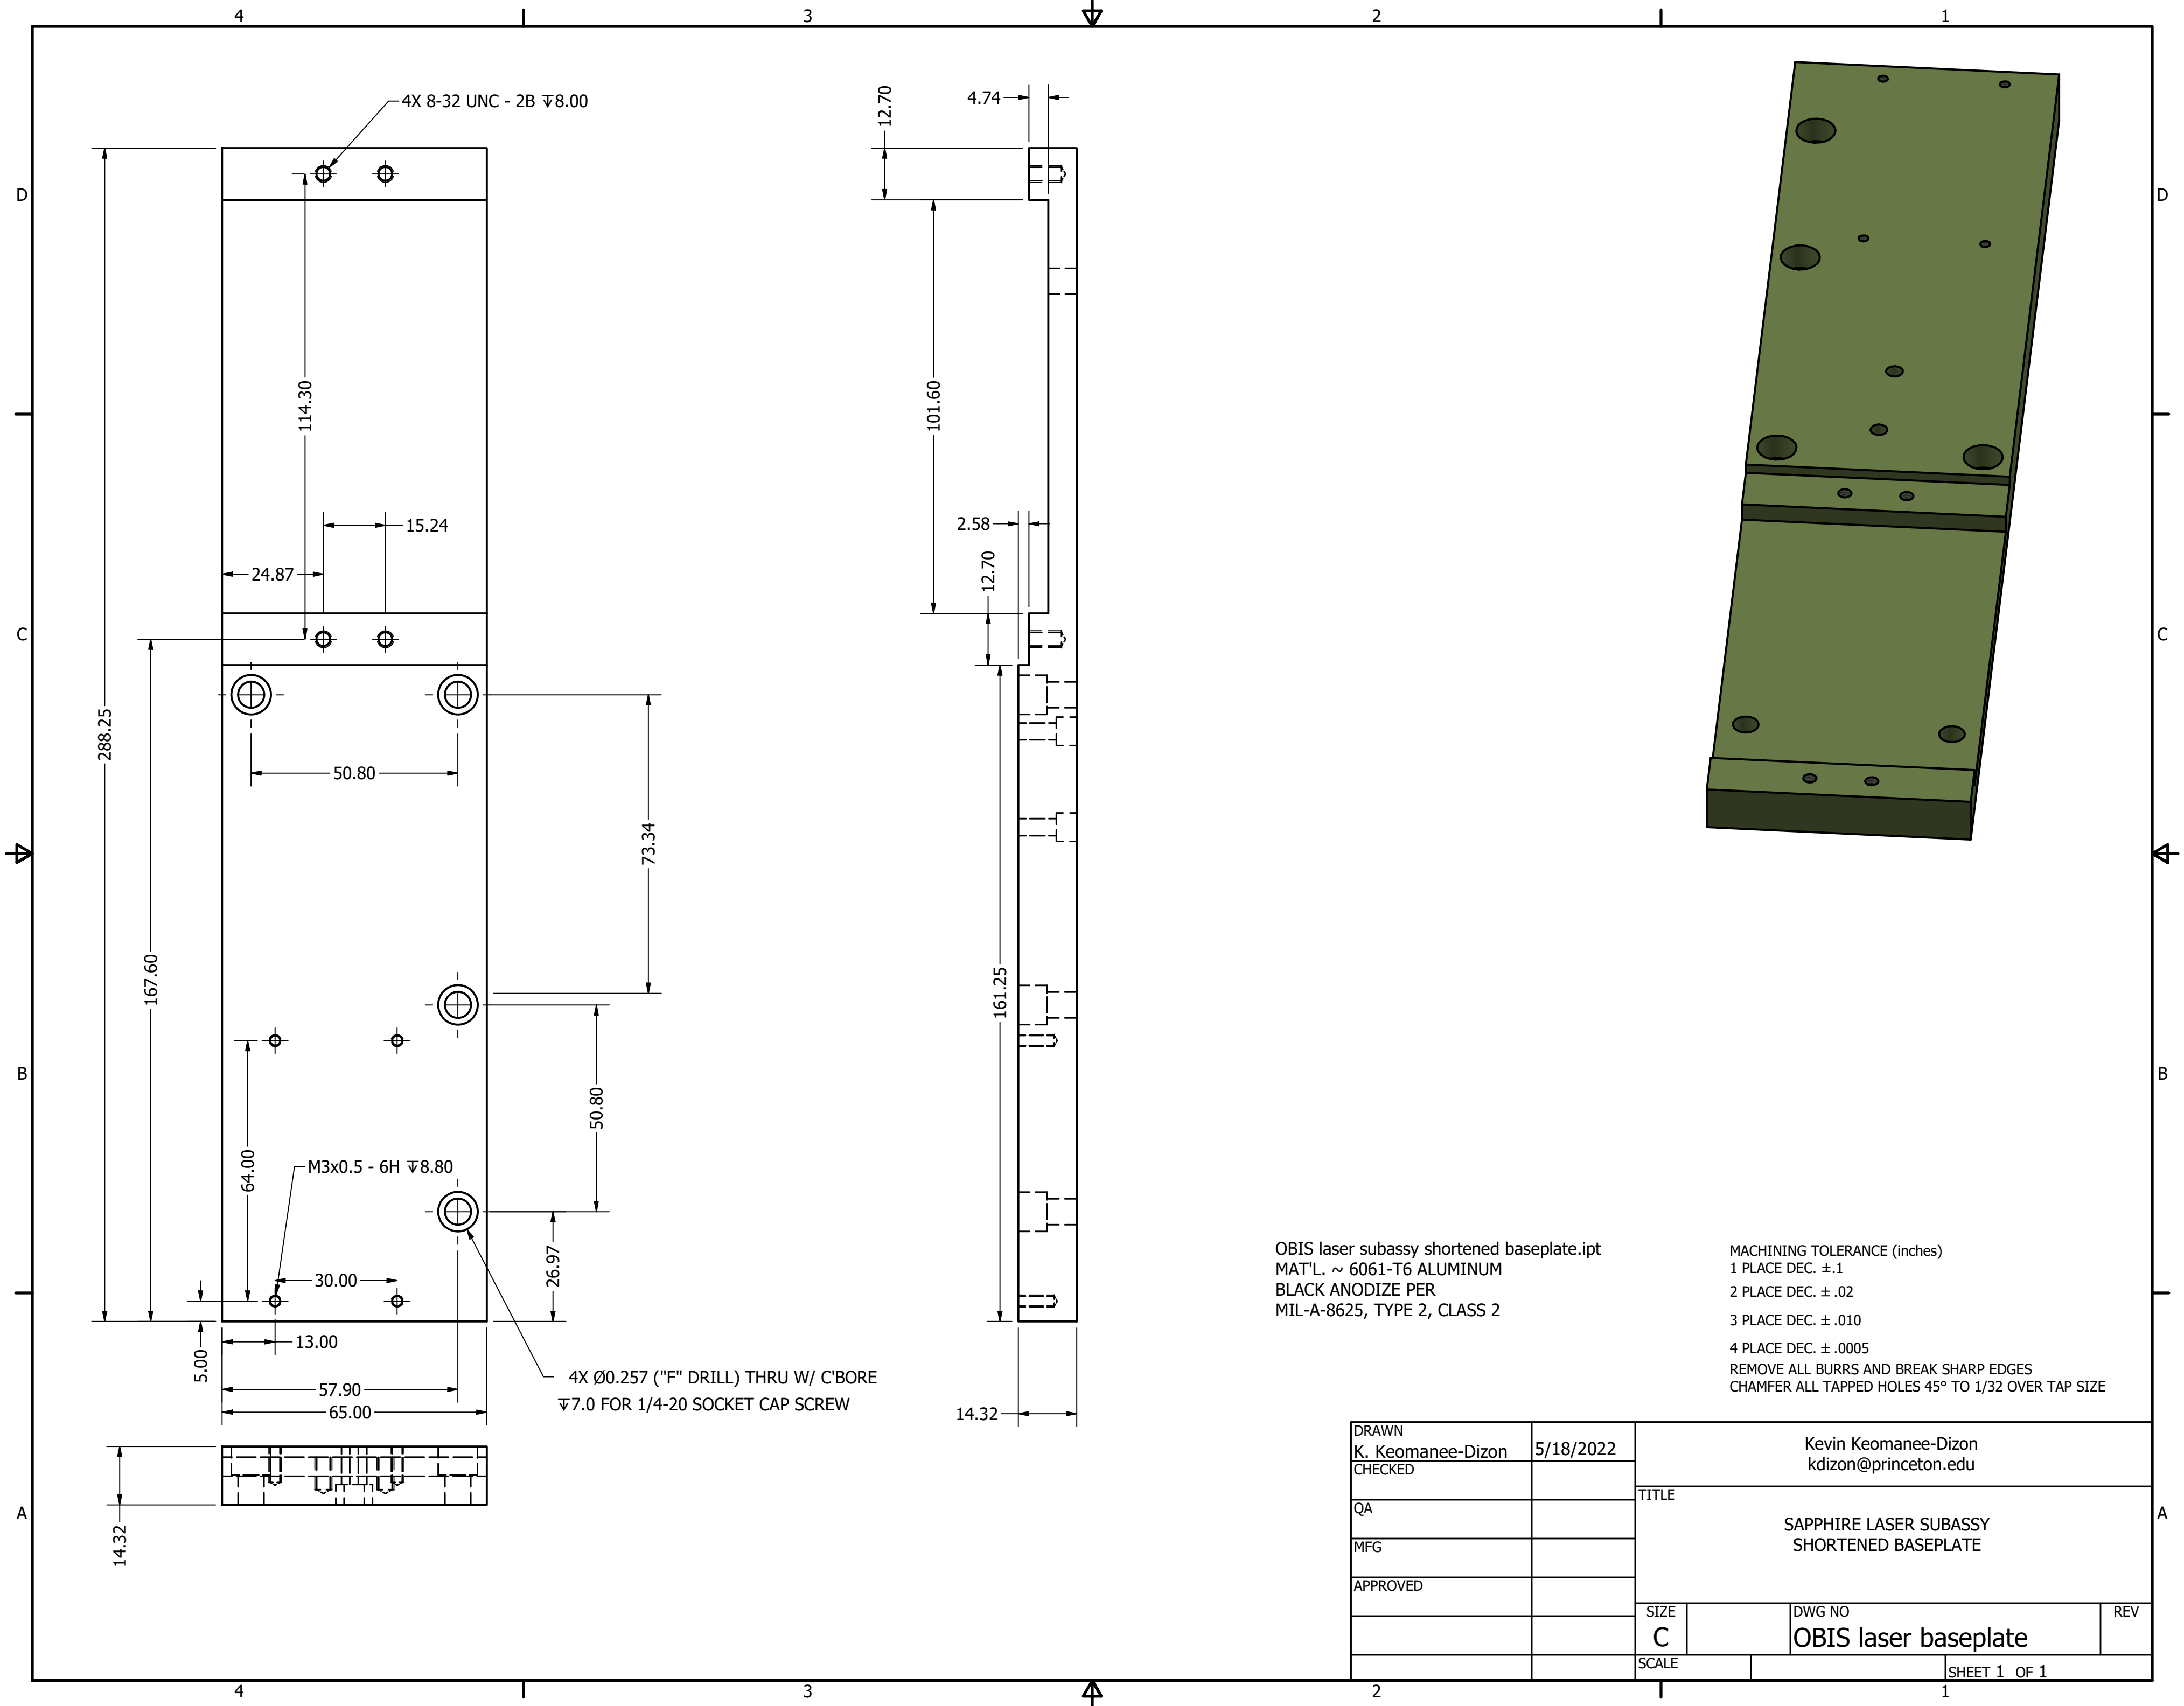 4 3 2 1
4X 8-32 UNC - 2B ↧8.00
12.70
4.74
D
D
114.30
101.60
15.24
2.58
24.87
12.70
C
C
288.25
50.80
73.34
167.60
161.25
B
B
50.80
64.00
M3x0.5 - 6H ↧8.80
26.97
30.00
13.00
5.00
4X Ø0.257 ("F" DRILL) THRU W/ C'BORE
↧7.0 FOR 1/4-20 SOCKET CAP SCREW
57.90
65.00
14.32
14.32
A
A
OBIS laser subassy shortened baseplate.ipt
MAT'L. ~ 6061-T6 ALUMINUM
BLACK ANODIZE PER
MIL-A-8625, TYPE 2, CLASS 2
MACHINING TOLERANCE (inches)
1 PLACE DEC. ±.1
2 PLACE DEC. ± .02
3 PLACE DEC. ± .010
4 PLACE DEC. ± .0005
REMOVE ALL BURRS AND BREAK SHARP EDGES
CHAMFER ALL TAPPED HOLES 45° TO 1/32 OVER TAP SIZE
DRAWN
K. Keomanee-Dizon 5/18/2022
CHECKED
QA
MFG
APPROVED
Kevin Keomanee-Dizon
kdizon@princeton.edu
TITLE
SAPPHIRE LASER SUBASSY
SHORTENED BASEPLATE
SIZE
C
DWG NO
OBIS laser baseplate
REV
SCALE
SHEET 1 OF 1
4 3 2 1